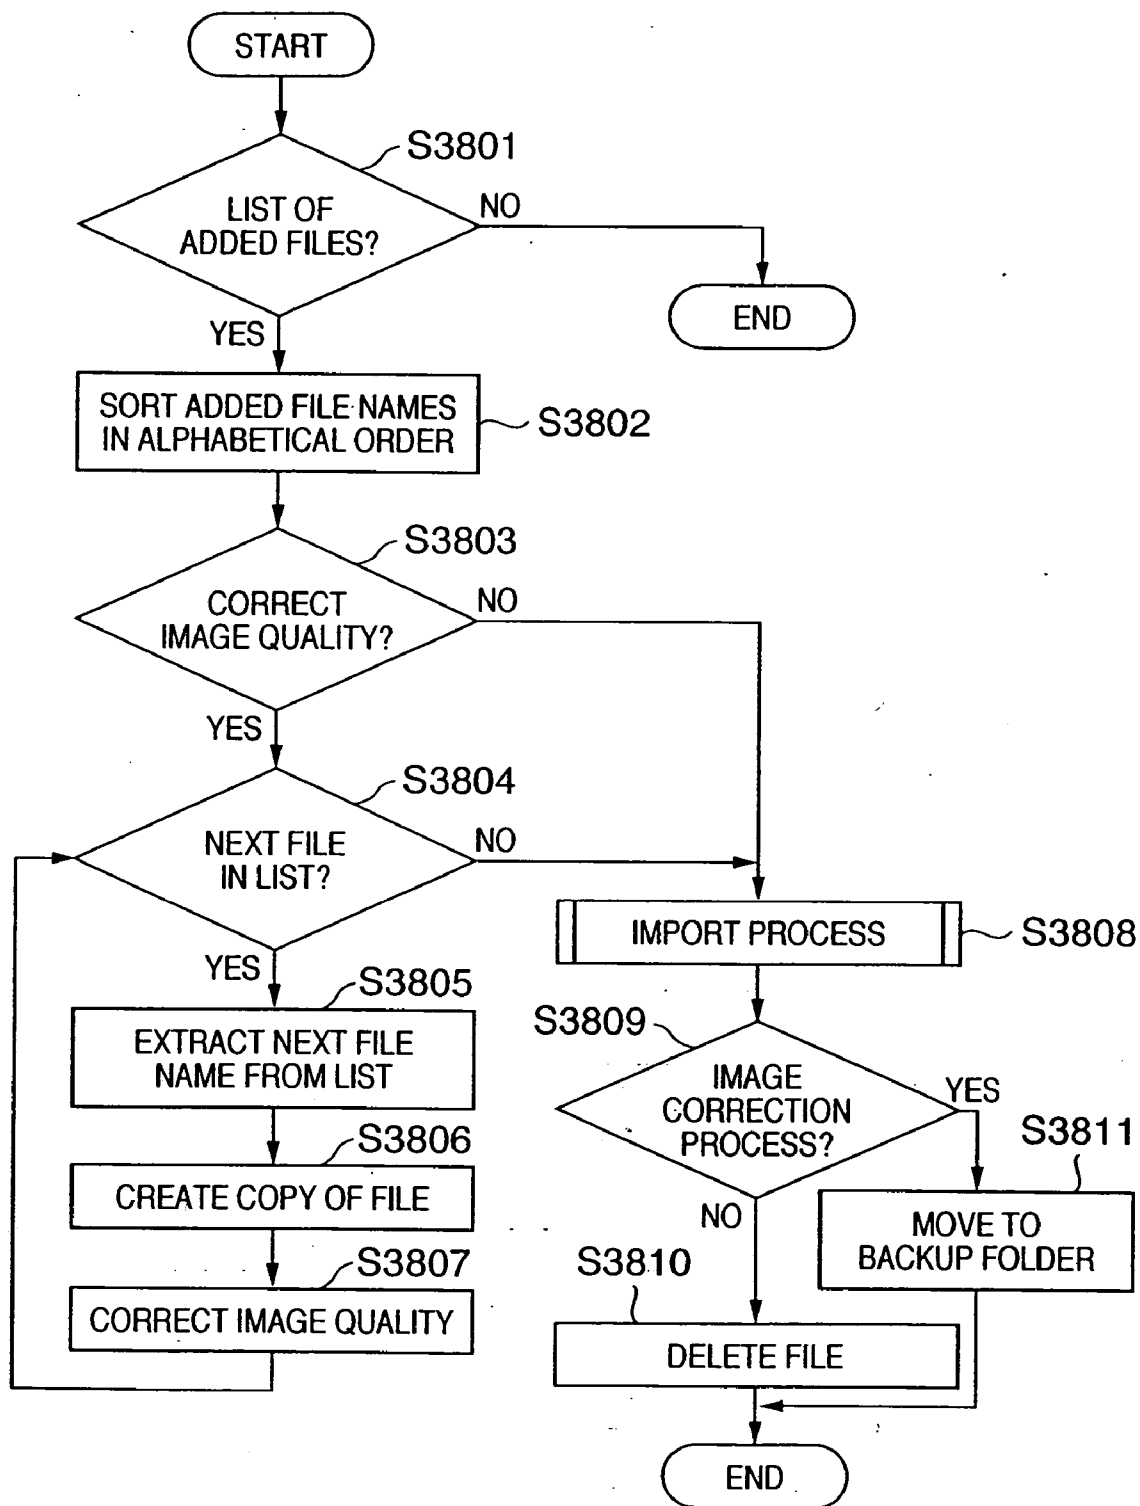 START
S3801
LIST OF
ADDED FILES?
NO
END
YES
SORT ADDED FILE NAMES
IN ALPHABETICAL ORDER
S3802
S3803
CORRECT
IMAGE QUALITY?
NO
YES
S3804
NEXT FILE
IN LIST?
NO
YES
S3805
EXTRACT NEXT FILE
NAME FROM LIST
S3806
CREATE COPY OF FILE
S3807
CORRECT IMAGE QUALITY
IMPORT PROCESS
S3808
S3809
IMAGE
CORRECTION
PROCESS?
YES
S3811
MOVE TO
BACKUP FOLDER
NO
S3810
DELETE FILE
END